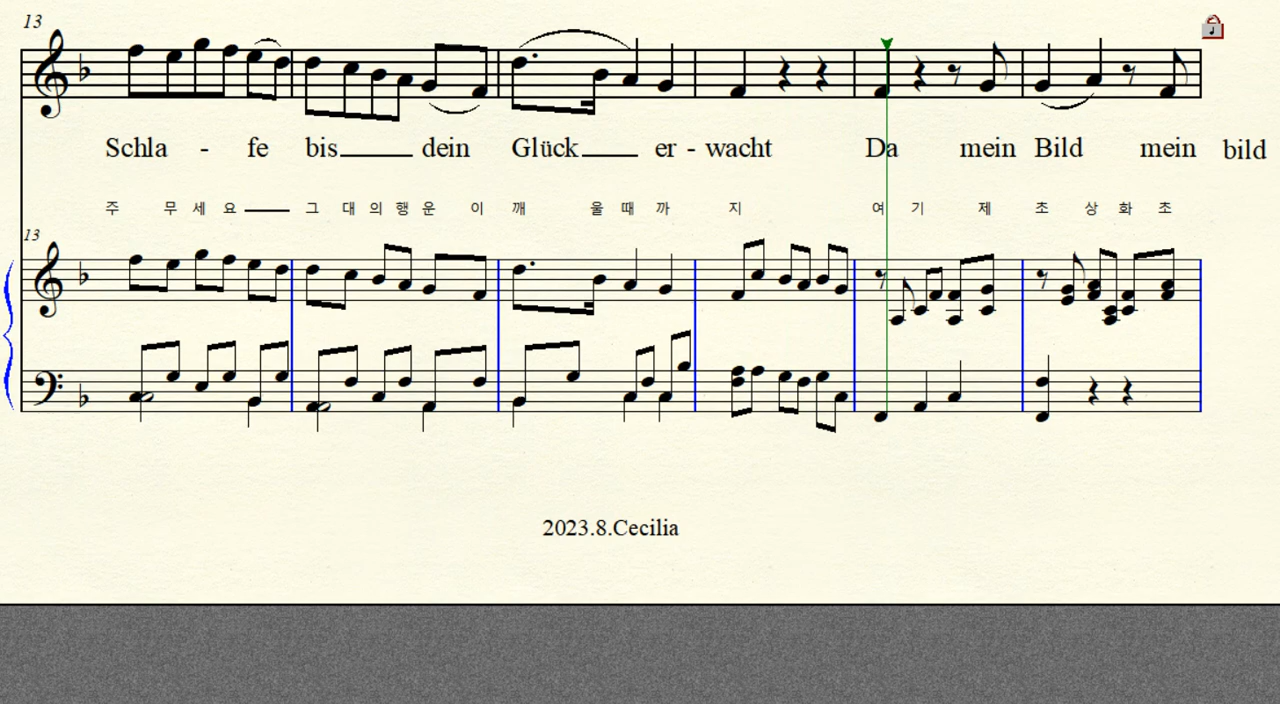 13
Schla - fe bis dein Glück er - wacht Da mein Bild mein bild
주 무 세 요 그 대 의 행 운 이 깨 울 때 까 지 여 기 제 초 상 화 초
13
2023.8.Cecilia